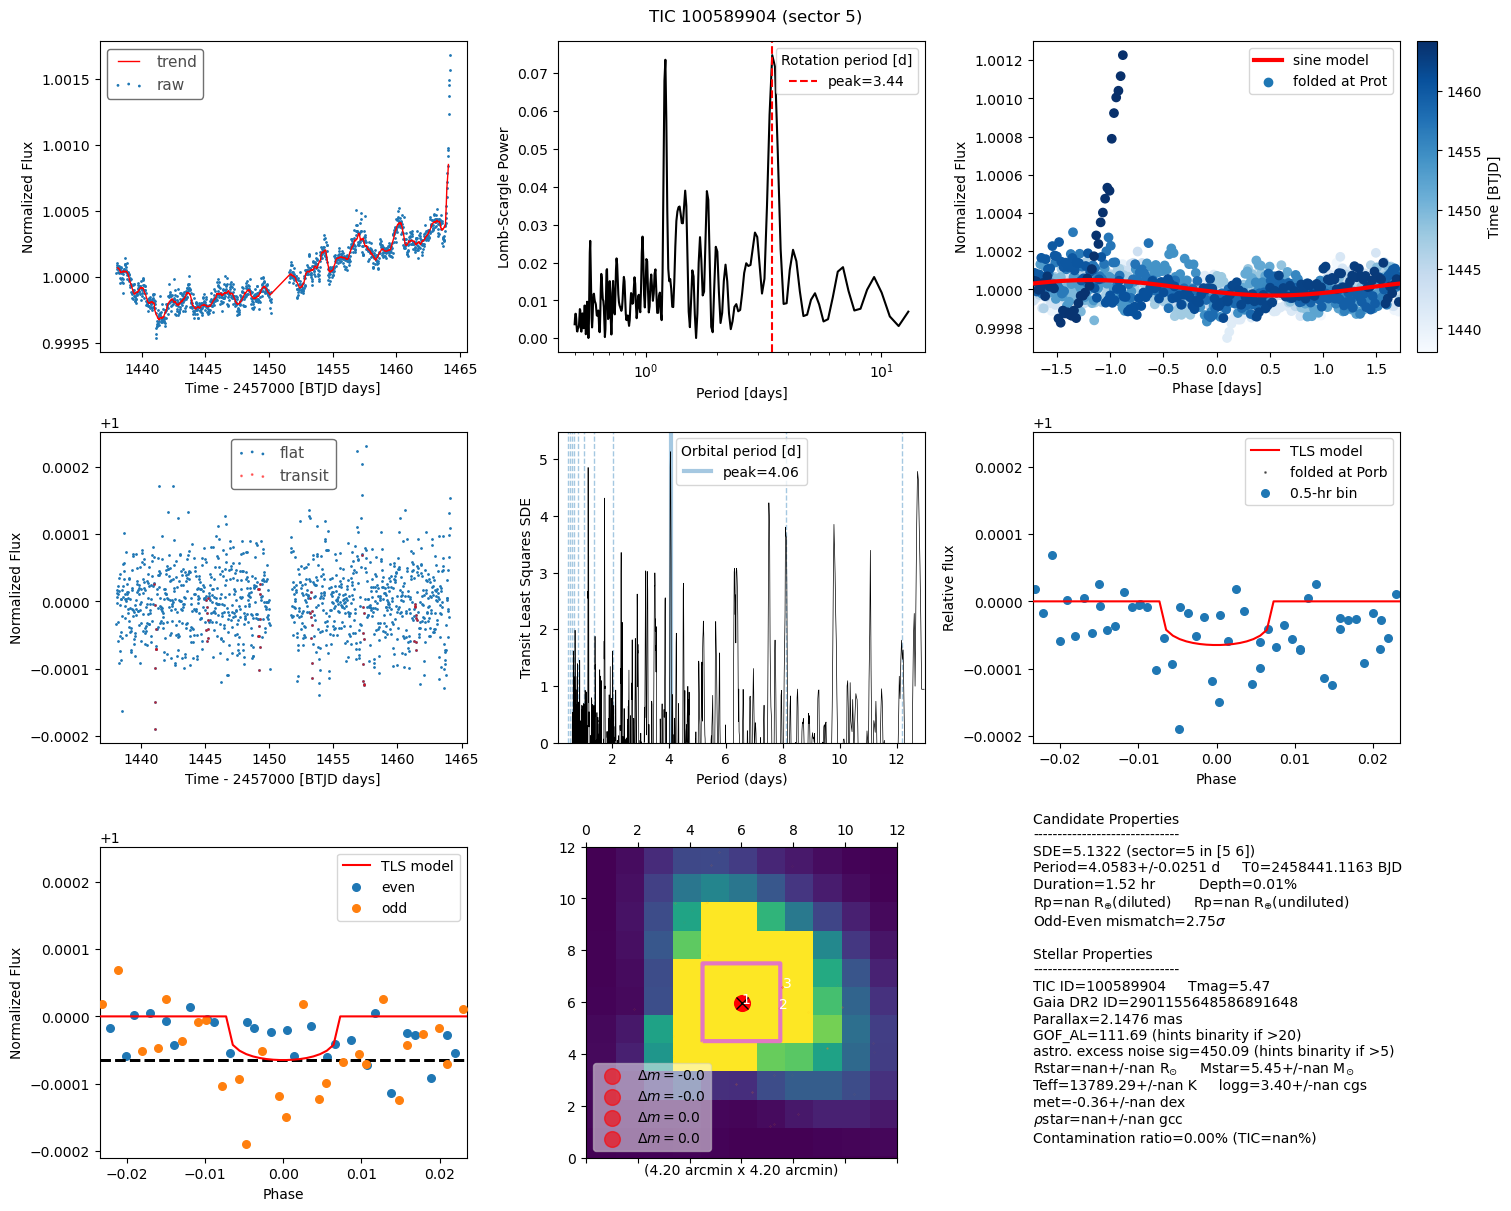 TIC 100589904 (sector 5)
trend
raw
1.0015
1.0010
1.0005
1.0000
0.9995
Normalized Flux
1440 1445 1450 1455 1460 1465
Time - 2457000 [BTJD days]
Rotation period [d]
peak=3.44
0.07
0.06
0.05
0.04
0.03
0.02
0.01
0.00
Lomb-Scargle Power
10⁰ 10¹
Period [days]
sine model
folded at Prot
1.0012
1.0010
1.0008
1.0006
1.0004
1.0002
1.0000
0.9998
Normalized Flux
−1.5 −1.0 −0.5 0.0 0.5 1.0 1.5
Phase [days]
1460
1455
1450
1445
1440
Time [BTJD]
+1
flat
transit
0.0002
0.0001
0.0000
−0.0001
−0.0002
Normalized Flux
1440 1445 1450 1455 1460 1465
Time - 2457000 [BTJD days]
Orbital period [d]
peak=4.06
5
4
3
2
1
0
Transit Least Squares SDE
2 4 6 8 10 12
Period (days)
+1
TLS model
folded at Porb
0.5-hr bin
0.0002
0.0001
0.0000
−0.0001
−0.0002
Relative flux
−0.02 −0.01 0.00 0.01 0.02
Phase
+1
TLS model
even
odd
0.0002
0.0001
0.0000
−0.0001
−0.0002
Normalized Flux
−0.02 −0.01 0.00 0.01 0.02
Phase
0 2 4 6 8 10 12
12
10
8
6
4
2
0
1
3
2
Δm = -0.0
Δm = -0.0
Δm = 0.0
Δm = 0.0
(4.20 arcmin x 4.20 arcmin)
Candidate Properties
------------------------------
SDE=5.1322 (sector=5 in [5 6])
Period=4.0583+/-0.0251 d T0=2458441.1163 BJD
Duration=1.52 hr Depth=0.01%
Rp=nan R⊕(diluted) Rp=nan R⊕(undiluted)
Odd-Even mismatch=2.75σ
Stellar Properties
------------------------------
TIC ID=100589904 Tmag=5.47
Gaia DR2 ID=2901155648586891648
Parallax=2.1476 mas
GOF_AL=111.69 (hints binarity if >20)
astro. excess noise sig=450.09 (hints binarity if >5)
Rstar=nan+/-nan R⊙ Mstar=5.45+/-nan M⊙
Teff=13789.29+/-nan K logg=3.40+/-nan cgs
met=-0.36+/-nan dex
ρstar=nan+/-nan gcc
Contamination ratio=0.00% (TIC=nan%)